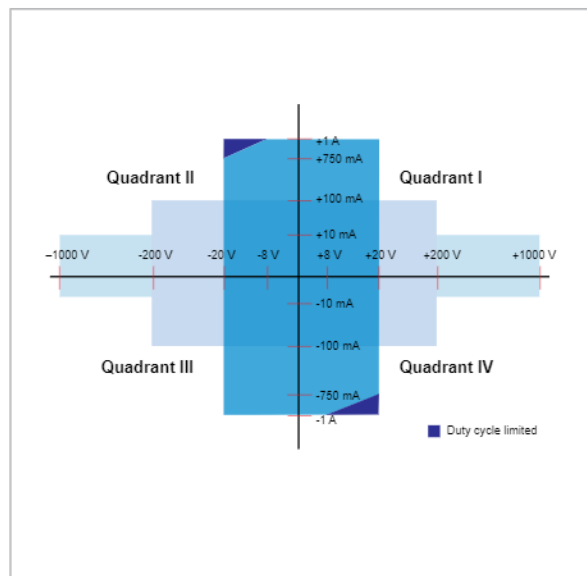 +1 A
+750 mA
Quadrant II
Quadrant I
+100 mA
+10 mA
−1000 V
-200 V
-20 V
-8 V
+8 V
+20 V
+200 V
+1000 V
-10 mA
-100 mA
Quadrant III
Quadrant IV
-750 mA
-1 A
Duty cycle limited